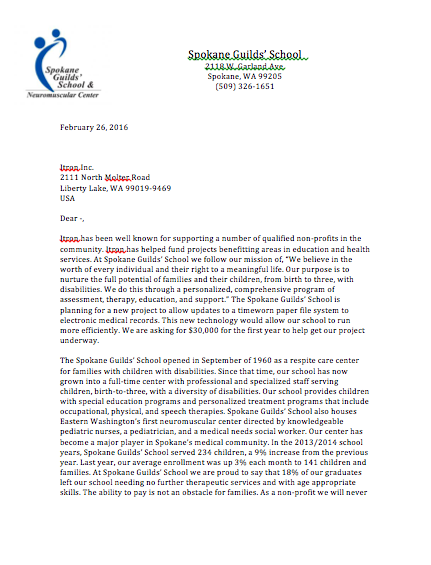 Spokane
Guilds'
School &
Neuromuscular Center
Spokane Guilds' School
2118 W. Garland Ave.
Spokane, WA 99205
(509) 326-1651
February 26, 2016
Itron Inc.
2111 North Molter Road
Liberty Lake, WA 99019-9469
USA
Dear -,
Itron has been well known for supporting a number of qualified non-profits in the
community. Itron has helped fund projects benefitting areas in education and health
services. At Spokane Guilds' School we follow our mission of, "We believe in the
worth of every individual and their right to a meaningful life. Our purpose is to
nurture the full potential of families and their children, from birth to three, with
disabilities. We do this through a personalized, comprehensive program of
assessment, therapy, education, and support." The Spokane Guilds' School is
planning for a new project to allow updates to a timeworn paper file system to
electronic medical records. This new technology would allow our school to run
more efficiently. We are asking for $30,000 for the first year to help get our project
underway.
The Spokane Guilds' School opened in September of 1960 as a respite care center
for families with children with disabilities. Since that time, our school has now
grown into a full-time center with professional and specialized staff serving
children, birth-to-three, with a diversity of disabilities. Our school provides children
with special education programs and personalized treatment programs that include
occupational, physical, and speech therapies. Spokane Guilds' School also houses
Eastern Washington's first neuromuscular center directed by knowledgeable
pediatric nurses, a pediatrician, and a medical needs social worker. Our center has
become a major player in Spokane's medical community. In the 2013/2014 school
years, Spokane Guilds' School served 234 children, a 9% increase from the previous
year. Last year, our average enrollment was up 3% each month to 141 children and
families. At Spokane Guilds' School we are proud to say that 18% of our graduates
left our school needing no further therapeutic services and with age appropriate
skills. The ability to pay is not an obstacle for families. As a non-profit we will never